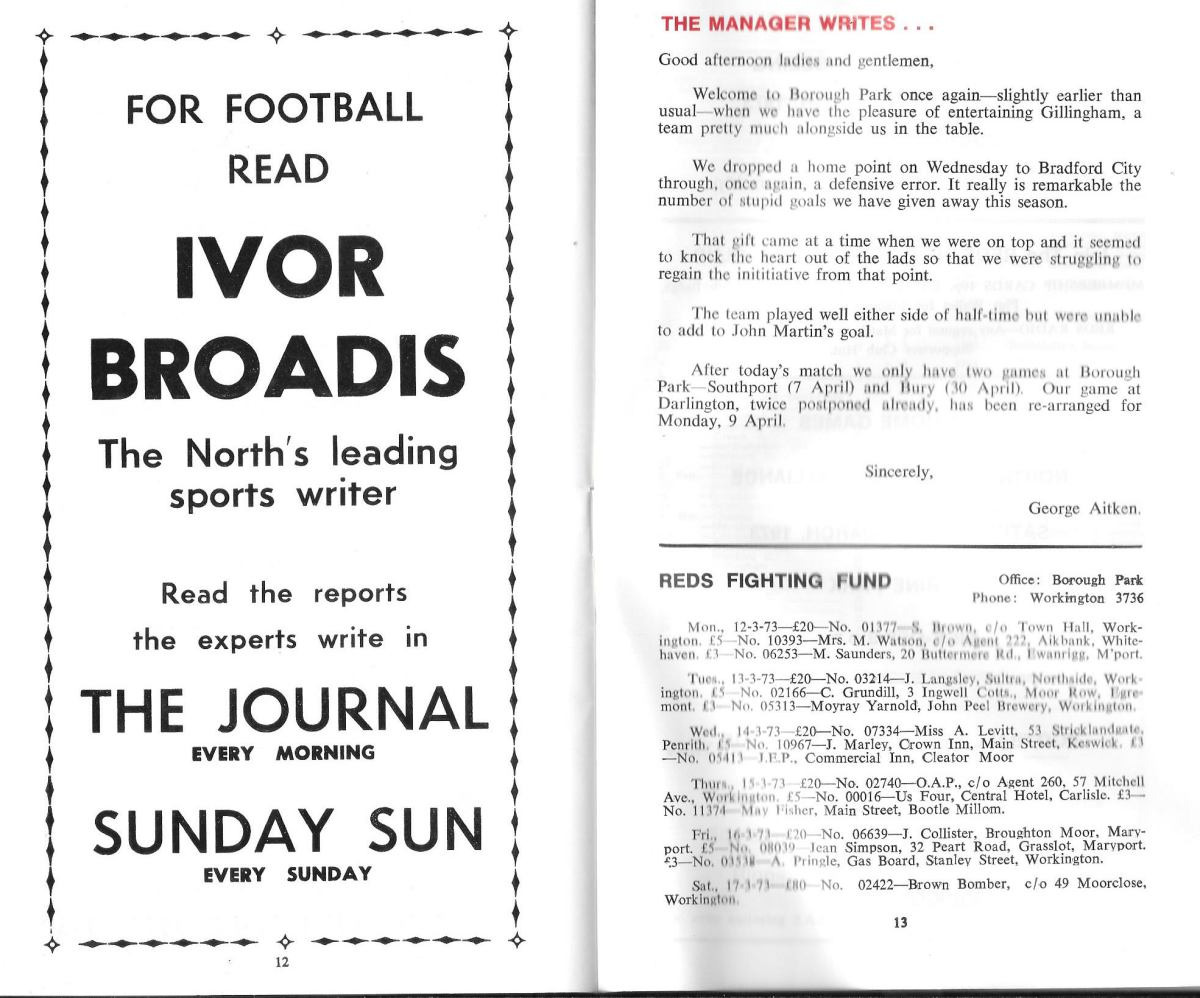 FOR FOOTBALL
READ
IVOR
BROADIS
The North's leading
sports writer
Read the reports
the experts write in
THE JOURNAL
EVERY MORNING
SUNDAY SUN
EVERY SUNDAY
12
THE MANAGER WRITES . . .
Good afternoon ladies and gentlemen,
Welcome to Borough Park once again—slightly earlier than
usual—when we have the pleasure of entertaining Gillingham, a
team pretty much alongside us in the table.
We dropped a home point on Wednesday to Bradford City
through, once again, a defensive error. It really is remarkable the
number of stupid goals we have given away this season.
That gift came at a time when we were on top and it seemed
to knock the heart out of the lads so that we were struggling to
regain the inititiative from that point.
The team played well either side of half-time but were unable
to add to John Martin's goal.
After today's match we only have two games at Borough
Park—Southport (7 April) and Bury (30 April). Our game at
Darlington, twice postponed already, has been re-arranged for
Monday, 9 April.
Sincerely,
George Aitken.
REDS FIGHTING FUND
Office: Borough Park
Phone: Workington 3736
Mon., 12-3-73—£20—No. 01377—S. Brown, c/o Town Hall, Work-
ington. £5—No. 10393—Mrs. M. Watson, c/o Agent 222, Aikbank, White-
haven. £3—No. 06253—M. Saunders, 20 Buttermere Rd., Ewanrigg, M'port.
Tues., 13-3-73—£20—No. 03214—J. Langsley, Sultra, Northside, Work-
ington. £5—No. 02166—C. Grundill, 3 Ingwell Cotts., Moor Row, Egre-
mont. £3—No. 05313—Moyray Yarnold, John Peel Brewery, Workington.
Wed., 14-3-73—£20—No. 07334—Miss A. Levitt, 53 Stricklandgate,
Penrith. £5—No. 10967—J. Marley, Crown Inn, Main Street, Keswick. £3
—No. 05413—J.E.P., Commercial Inn, Cleator Moor
Thurs., 15-3-73—£20—No. 02740—O.A.P., c/o Agent 260, 57 Mitchell
Ave., Workington. £5—No. 00016—Us Four, Central Hotel, Carlisle. £3—
No. 11374—May Fisher, Main Street, Bootle Millom.
Fri., 16-3-73—£20—No. 06639—J. Collister, Broughton Moor, Mary-
port. £5—No. 08039—Jean Simpson, 32 Peart Road, Grasslot, Maryport.
£3—No. 03538—A. Pringle, Gas Board, Stanley Street, Workington.
Sat., 17-3-73—£80—No. 02422—Brown Bomber, c/o 49 Moorclose,
Workington.
13